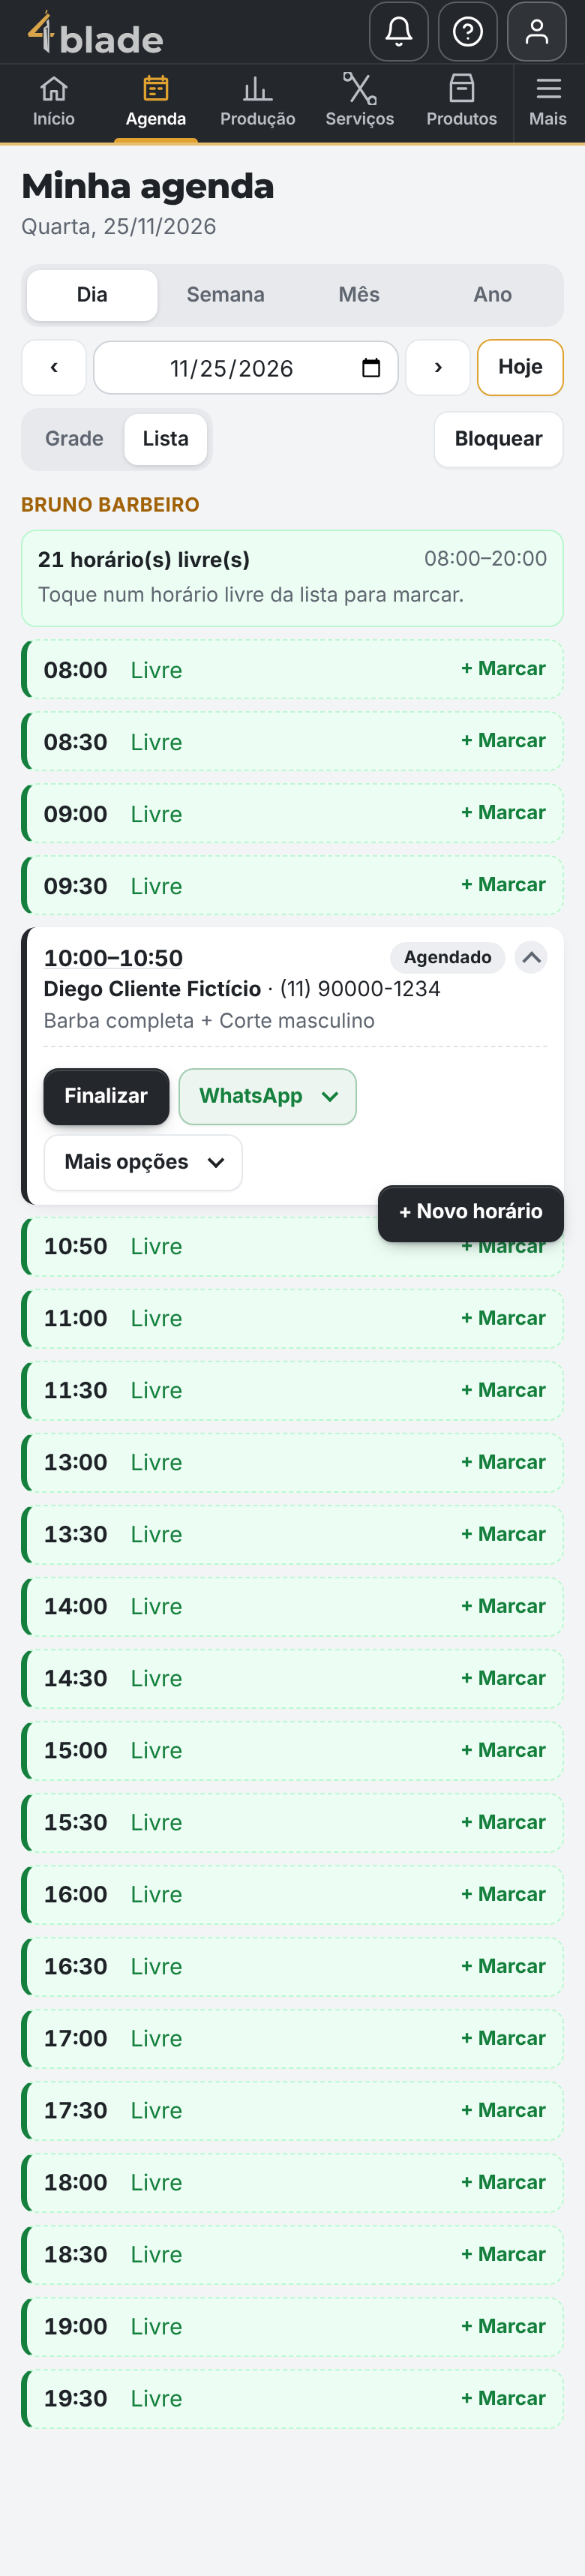 4blade
Início
Agenda
Produção
Serviços
Produtos
Mais
Minha agenda
Quarta, 25/11/2026
Dia
Semana
Mês
Ano
‹
11/25/2026
›
Hoje
Grade
Lista
Bloquear
BRUNO BARBEIRO
21 horário(s) livre(s) 08:00–20:00
Toque num horário livre da lista para marcar.
08:00 Livre + Marcar
08:30 Livre + Marcar
09:00 Livre + Marcar
09:30 Livre + Marcar
10:00–10:50 Agendado
Diego Cliente Fictício · (11) 90000-1234
Barba completa + Corte masculino
Finalizar
WhatsApp
Mais opções
+ Novo horário
10:50 Livre + Marcar
11:00 Livre + Marcar
11:30 Livre + Marcar
13:00 Livre + Marcar
13:30 Livre + Marcar
14:00 Livre + Marcar
14:30 Livre + Marcar
15:00 Livre + Marcar
15:30 Livre + Marcar
16:00 Livre + Marcar
16:30 Livre + Marcar
17:00 Livre + Marcar
17:30 Livre + Marcar
18:00 Livre + Marcar
18:30 Livre + Marcar
19:00 Livre + Marcar
19:30 Livre + Marcar